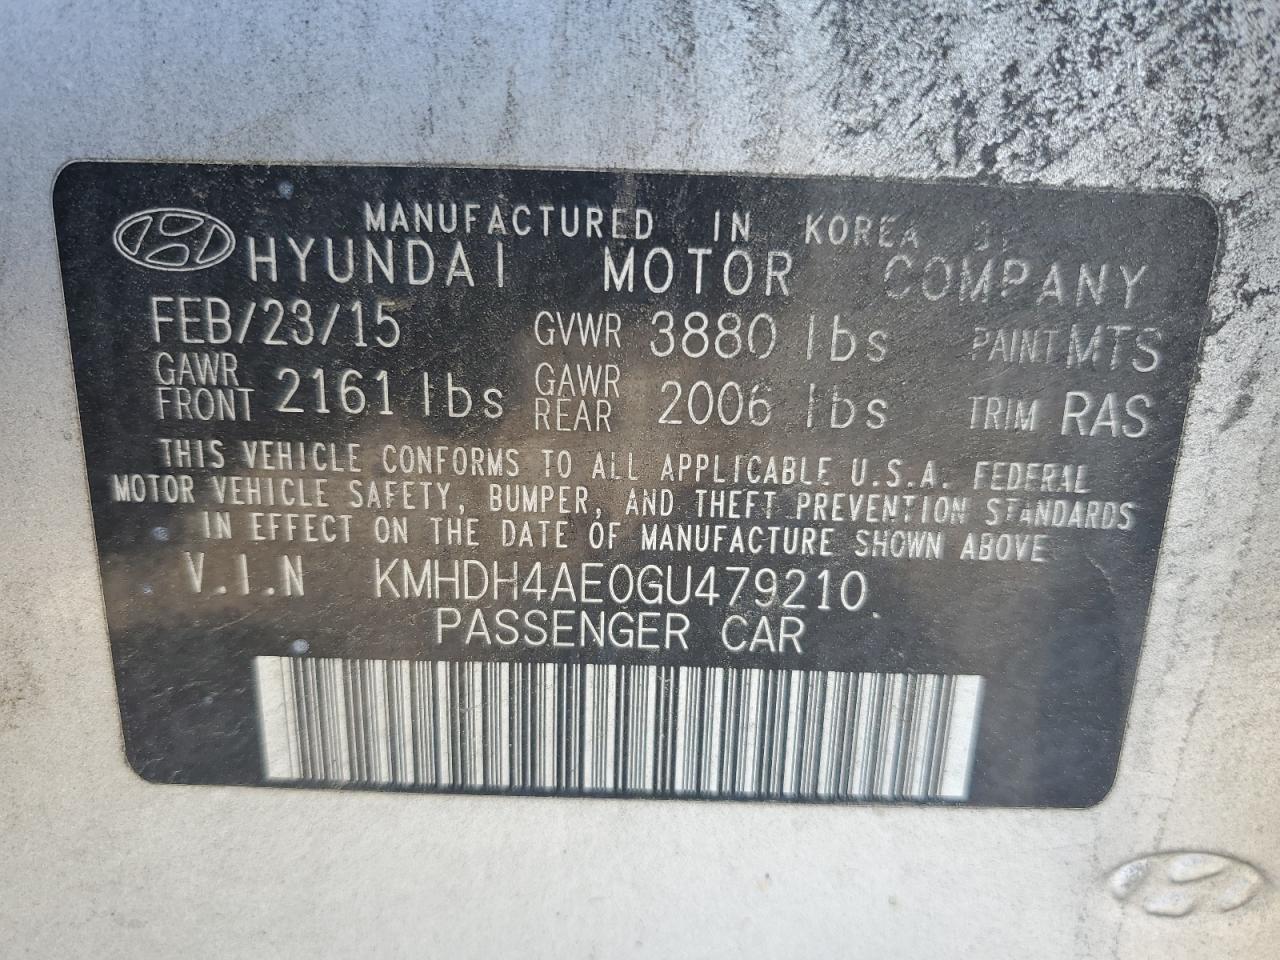 MANUFACTURED IN KOREA BY
HYUNDAI MOTOR COMPANY
FEB/23/15 GVWR 3880 lbs PAINT MTS
GAWR FRONT 2161 lbs GAWR REAR 2006 lbs TRIM RAS
THIS VEHICLE CONFORMS TO ALL APPLICABLE U.S.A. FEDERAL
MOTOR VEHICLE SAFETY, BUMPER, AND THEFT PREVENTION STANDARDS
IN EFFECT ON THE DATE OF MANUFACTURE SHOWN ABOVE
V.I.N KMHDH4AE0GU479210
PASSENGER CAR